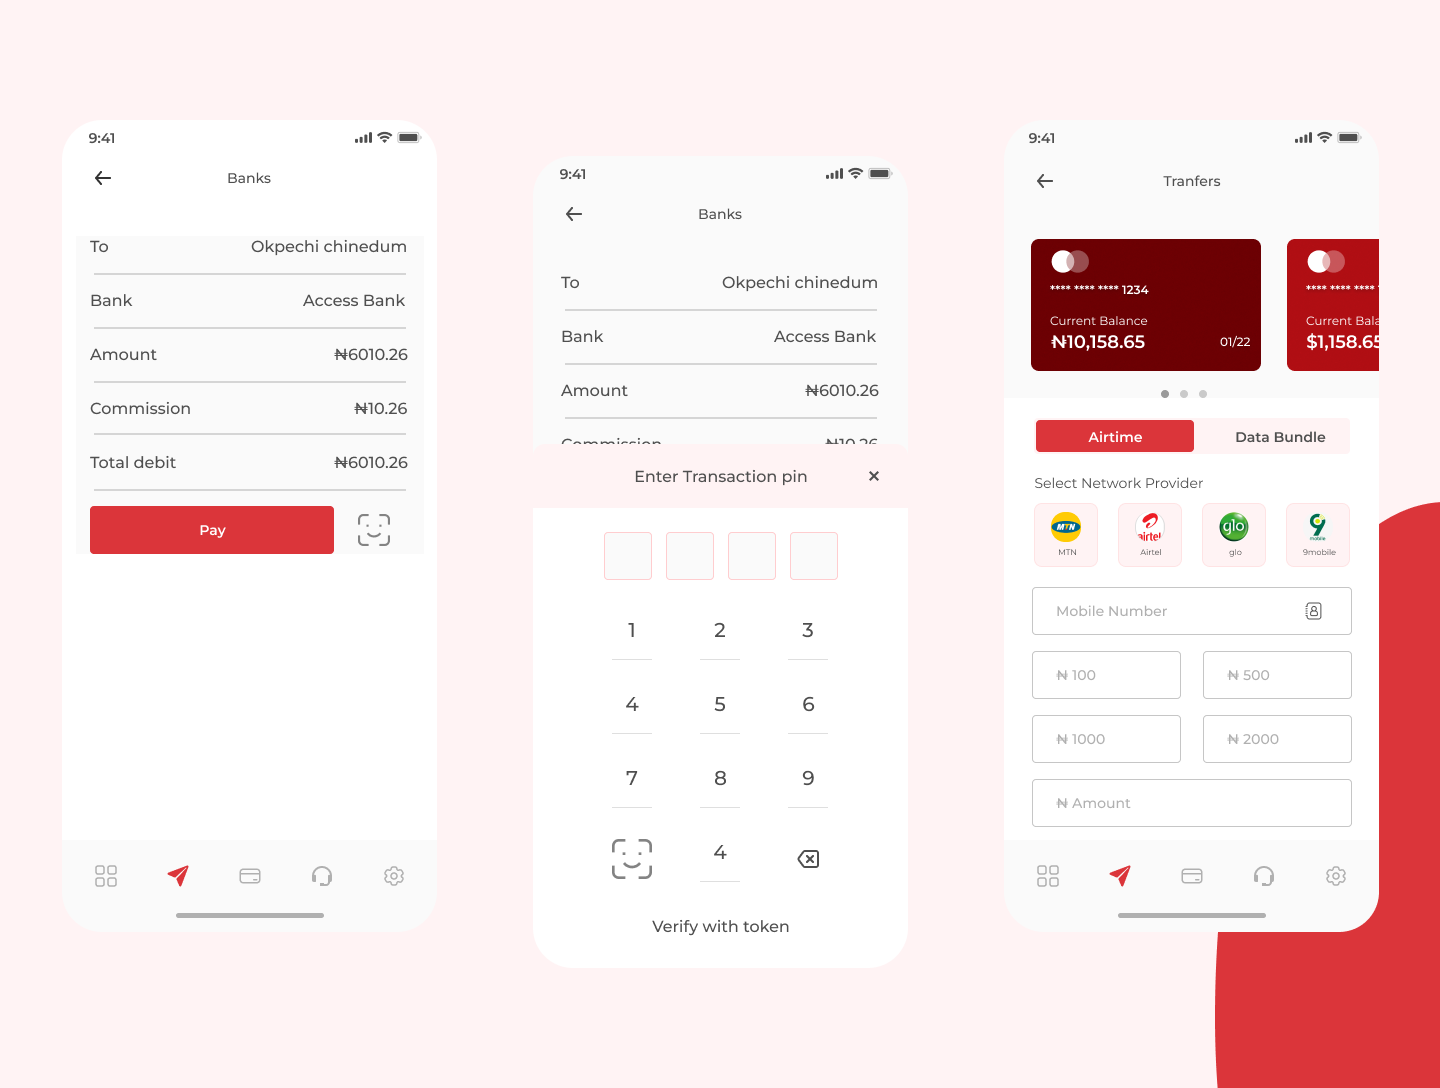 9:41
Banks
To Okpechi chinedum
Bank Access Bank
Amount ₦6010.26
Commission ₦10.26
Total debit ₦6010.26
Pay
9:41
Banks
To Okpechi chinedum
Bank Access Bank
Amount ₦6010.26
Commission ₦10.26
Enter Transaction pin ×
1 2 3
4 5 6
7 8 9
4
Verify with token
9:41
Tranfers
**** **** **** 1234
Current Balance
₦10,158.65 01/22
**** **** ****
Current Bala
$1,158.65
Airtime Data Bundle
Select Network Provider
MTN airtel glo 9mobile
MTN Airtel glo 9mobile
Mobile Number
₦ 100 ₦ 500
₦ 1000 ₦ 2000
₦ Amount